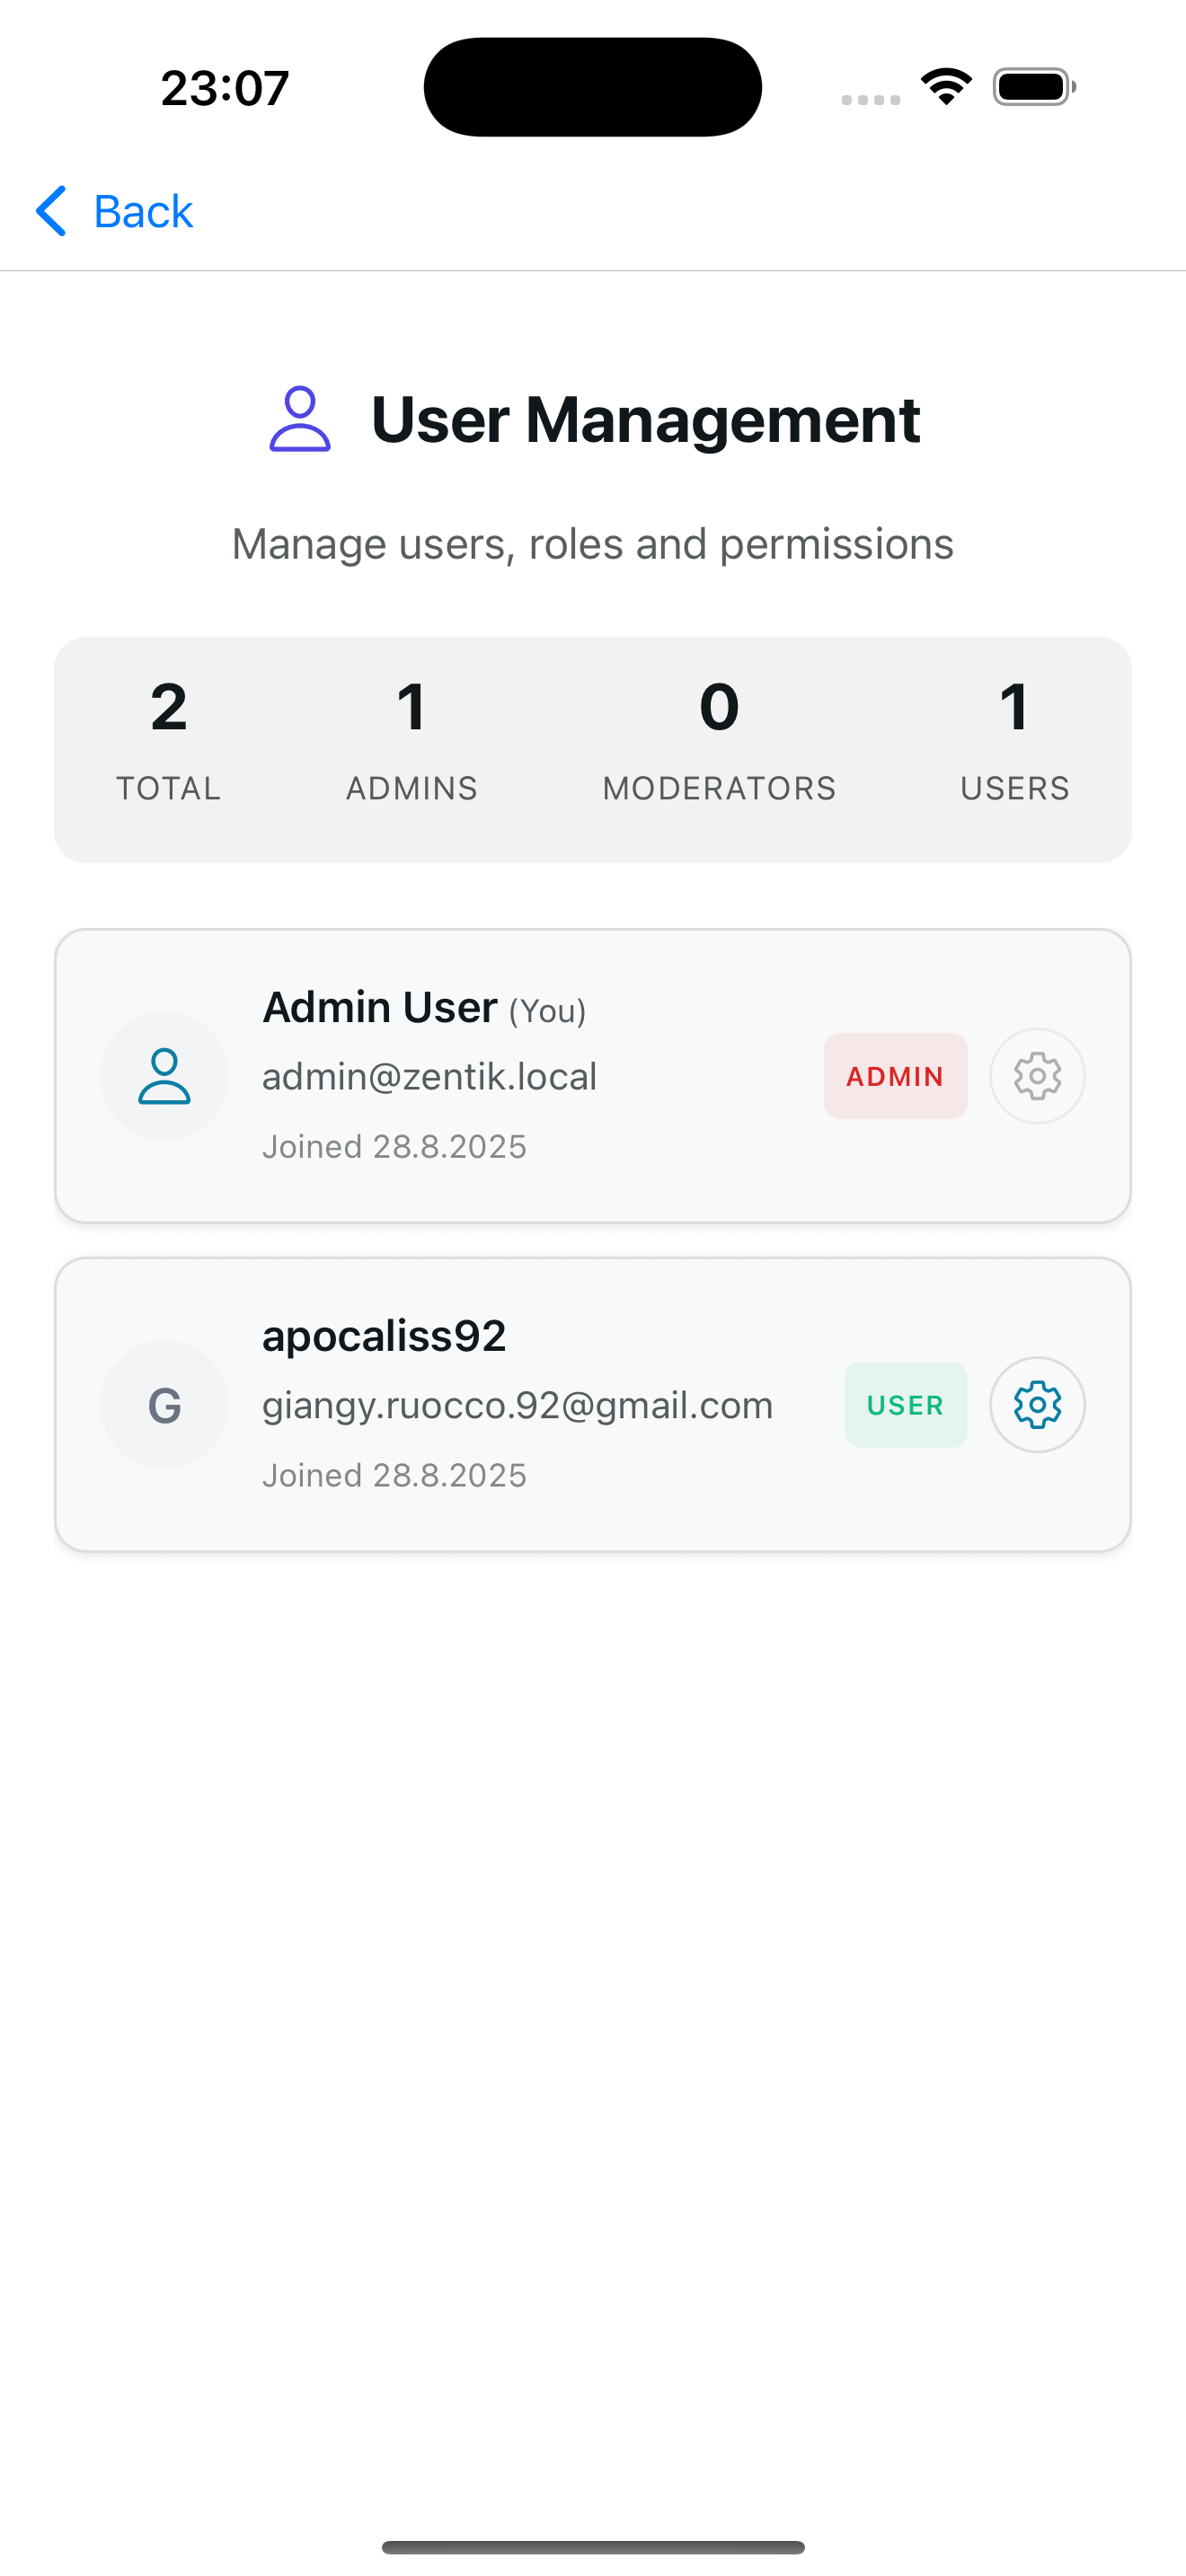 23:07
Back
User Management
Manage users, roles and permissions
2 1 0 1
TOTAL ADMINS MODERATORS USERS
Admin User (You)
admin@zentik.local
ADMIN
Joined 28.8.2025
G
apocaliss92
giangy.ruocco.92@gmail.com
USER
Joined 28.8.2025